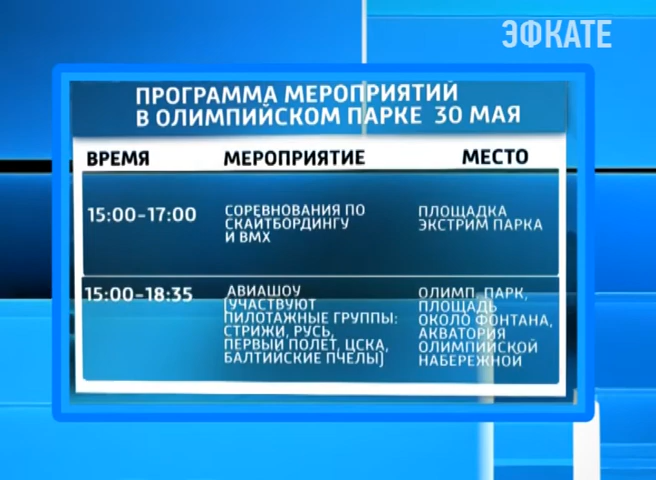 ЭФКАТЕ
ПРОГРАММА МЕРОПРИЯТИЙ
В ОЛИМПИЙСКОМ ПАРКЕ 30 МАЯ
ВРЕМЯ МЕРОПРИЯТИЕ МЕСТО
15:00-17:00
СОРЕВНОВАНИЯ ПО
СКАЙТБОРДИНГУ
И ВМХ
ПЛОЩАДКА
ЭКСТРИМ ПАРКА
15:00-18:35
АВИАШОУ
(УЧАСТВУЮТ
ПИЛОТАЖНЫЕ ГРУППЫ:
СТРИЖИ, РУСЬ,
ПЕРВЫЙ ПОЛЕТ, ЦСКА,
БАЛТИЙСКИЕ ПЧЕЛЫ)
ОЛИМП. ПАРК,
ПЛОЩАДЬ
ОКОЛО ФОНТАНА,
АКВАТОРИЯ
ОЛИМПИЙСКОЙ
НАБЕРЕЖНОЙ